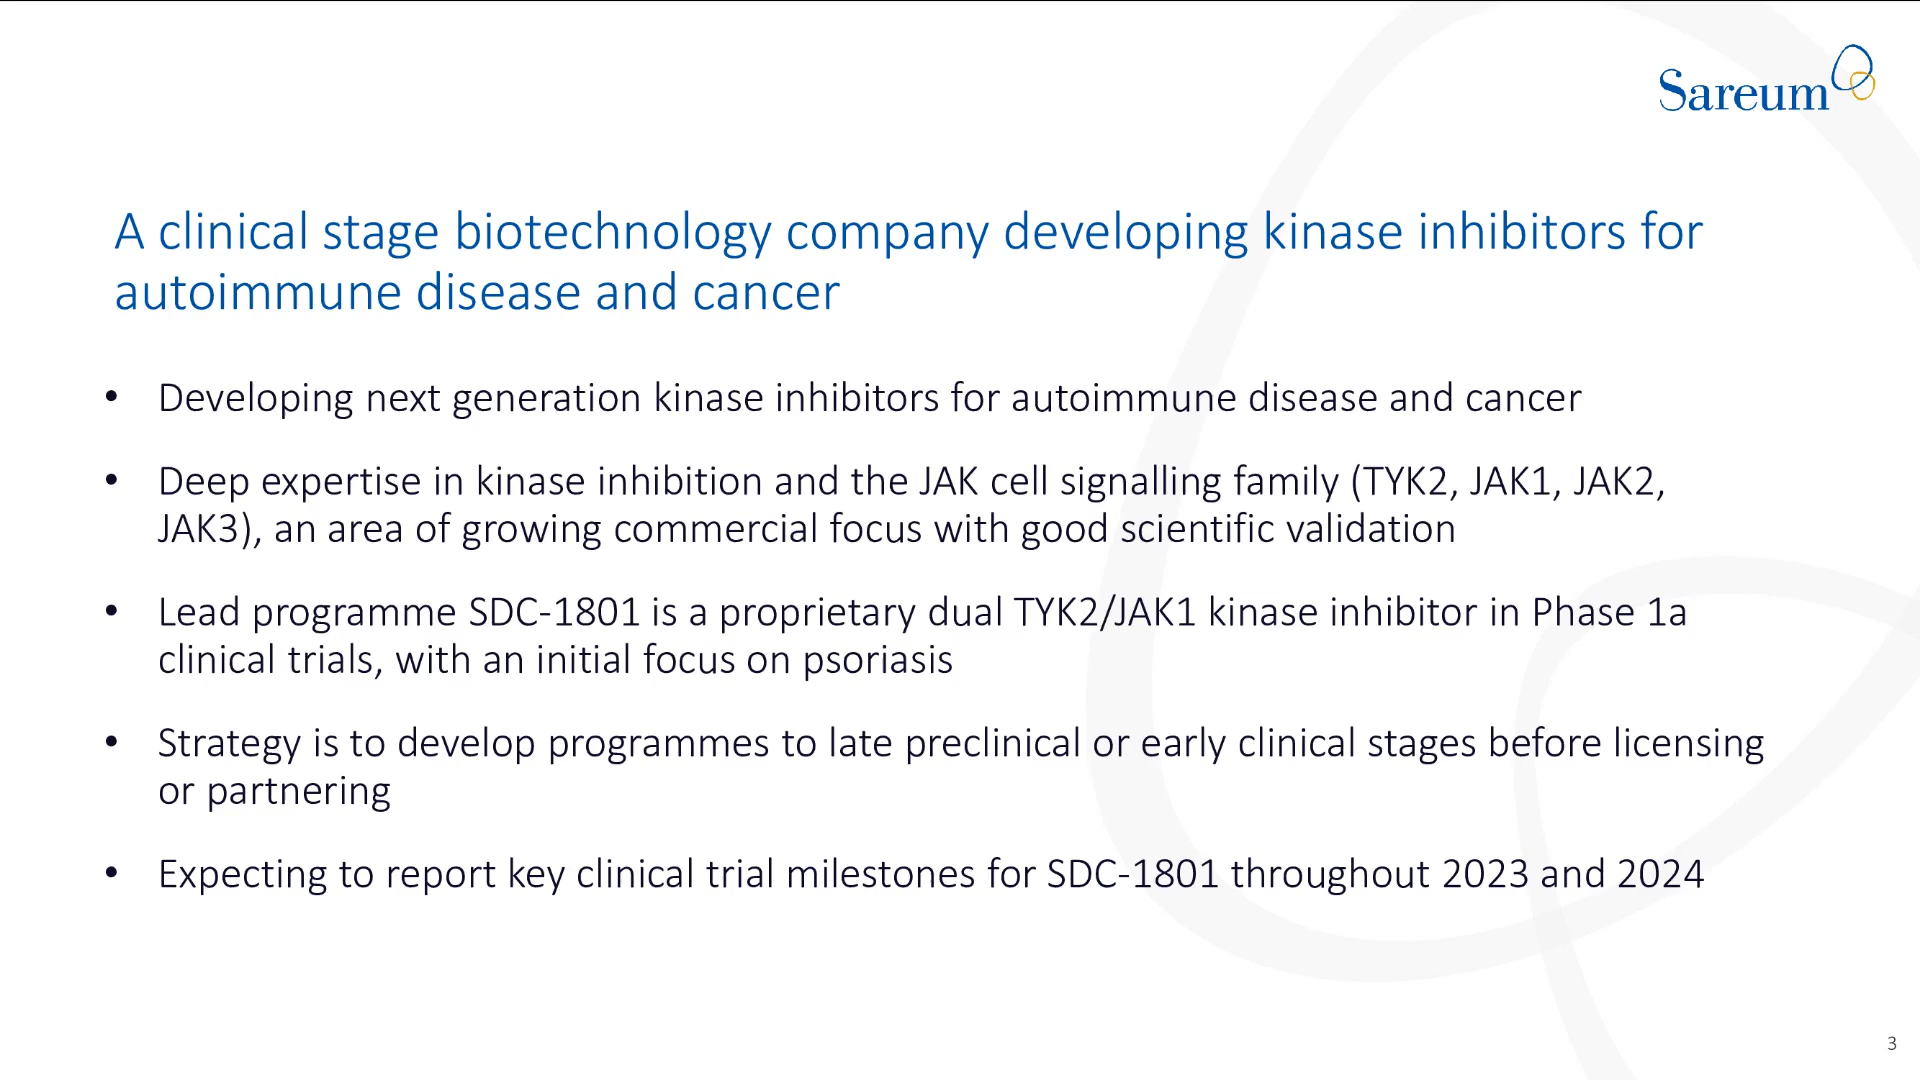 Sareum
A clinical stage biotechnology company developing kinase inhibitors for
autoimmune disease and cancer
• Developing next generation kinase inhibitors for autoimmune disease and cancer
• Deep expertise in kinase inhibition and the JAK cell signalling family (TYK2, JAK1, JAK2,
JAK3), an area of growing commercial focus with good scientific validation
• Lead programme SDC-1801 is a proprietary dual TYK2/JAK1 kinase inhibitor in Phase 1a
clinical trials, with an initial focus on psoriasis
• Strategy is to develop programmes to late preclinical or early clinical stages before licensing
or partnering
• Expecting to report key clinical trial milestones for SDC-1801 throughout 2023 and 2024
3